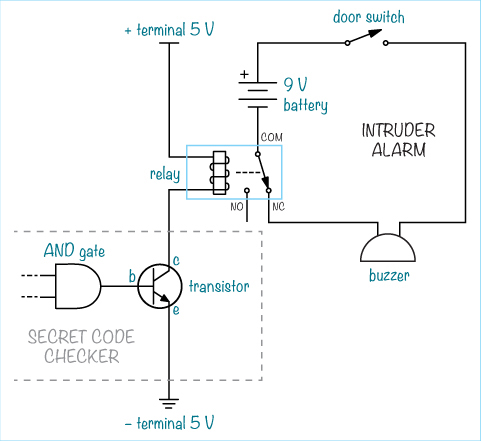 door switch
+ terminal 5 V
+
9 V
battery
INTRUDER
ALARM
COM
relay
NO
NC
AND gate
c
b
transistor
buzzer
e
SECRET CODE
CHECKER
– terminal 5 V